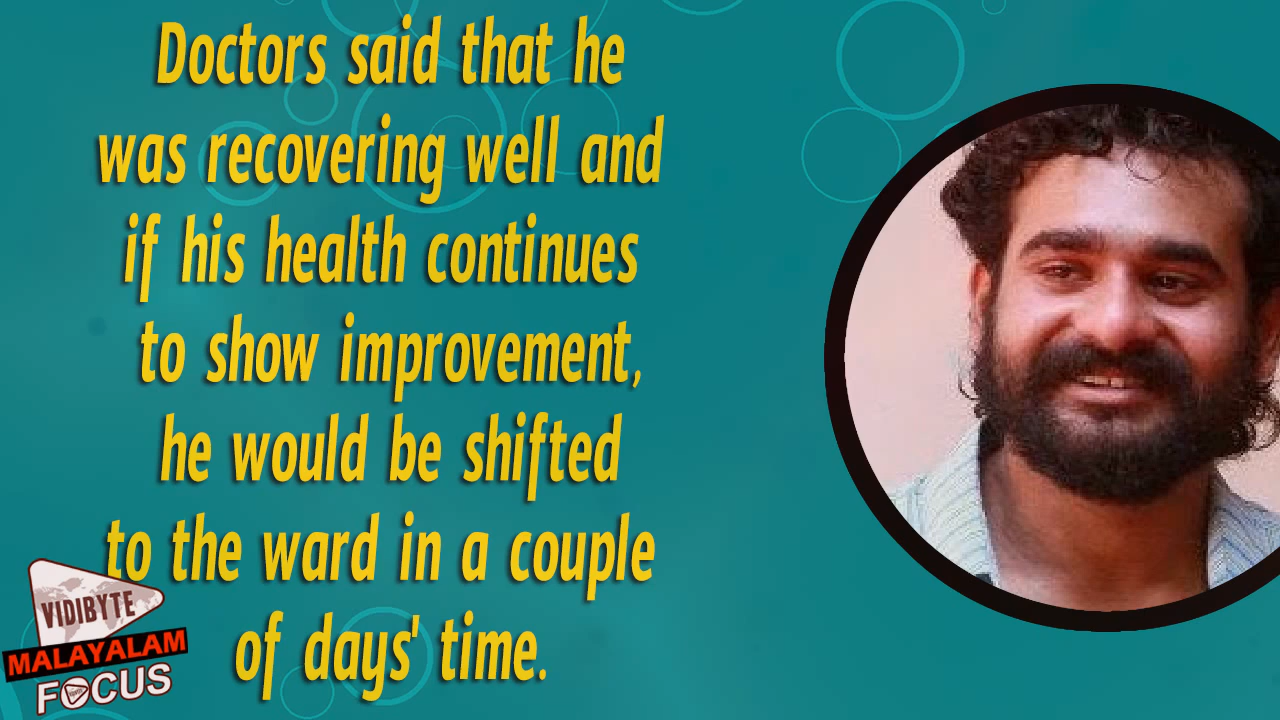 Doctors said that he
was recovering well and
if his health continues
to show improvement,
he would be shifted
to the ward in a couple
of days' time.
VIDIBYTE
MALAYALAM
FOCUS